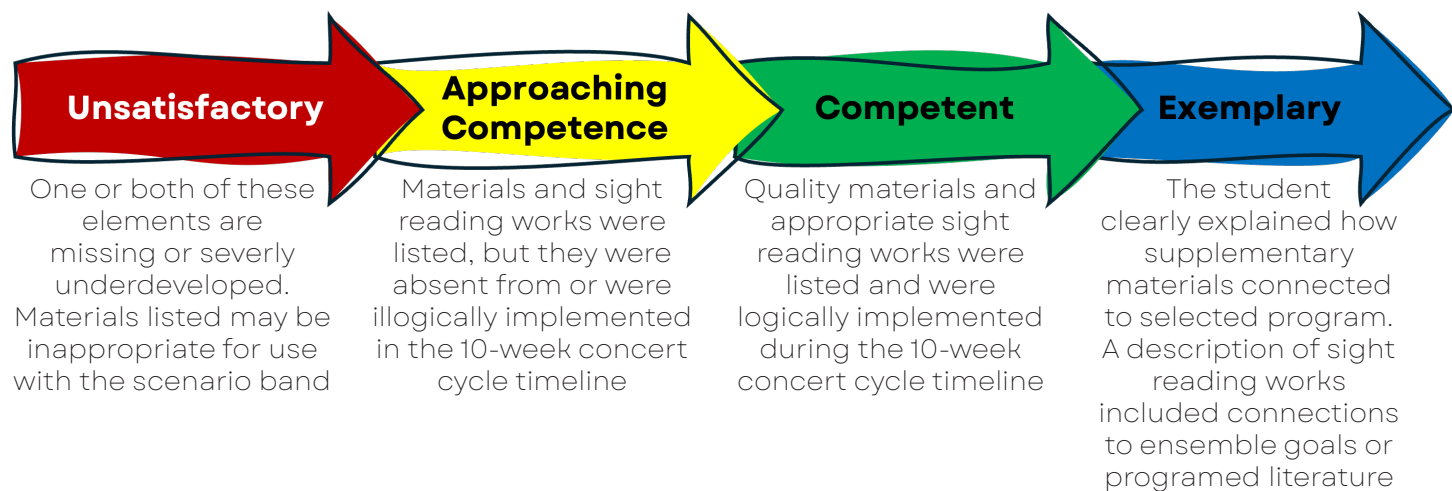 Unsatisfactory
One or both of these
elements are
missing or severly
underdeveloped.
Materials listed may be
inappropriate for use
with the scenario band
Approaching
Competence
Materials and sight
reading works were
listed, but they were
absent from or were
illogically implemented
in the 10-week concert
cycle timeline
Competent
Quality materials and
appropriate sight
reading works were
listed and were
logically implemented
during the 10-week
concert cycle timeline
Exemplary
The student
clearly explained how
supplementary
materials connected
to selected program.
A description of sight
reading works
included connections
to ensemble goals or
programed literature